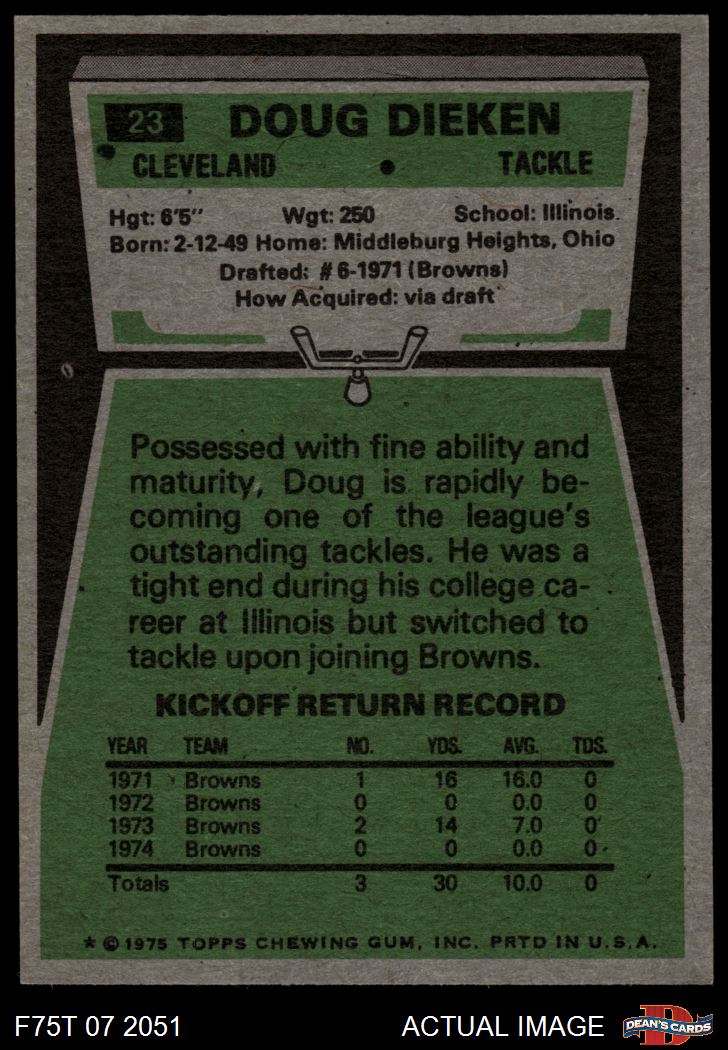 23 DOUG DIEKEN
CLEVELAND • TACKLE
Hgt: 6'5" Wgt: 250 School: Illinois
Born: 2-12-49 Home: Middleburg Heights, Ohio
Drafted: #6-1971 (Browns)
How Acquired: via draft
Possessed with fine ability and
maturity, Doug is rapidly be-
coming one of the league's
outstanding tackles. He was a
tight end during his college ca-
reer at Illinois but switched to
tackle upon joining Browns.
KICKOFF RETURN RECORD
YEAR TEAM NO. YDS. AVG. TDS.
1971 Browns 1 16 16.0 0
1972 Browns 0 0 0.0 0
1973 Browns 2 14 7.0 0
1974 Browns 0 0 0.0 0
Totals 3 30 10.0 0
* © 1975 TOPPS CHEWING GUM, INC. PRTD IN U.S.A.
F75T 07 2051 ACTUAL IMAGE D DEAN'S CARDS